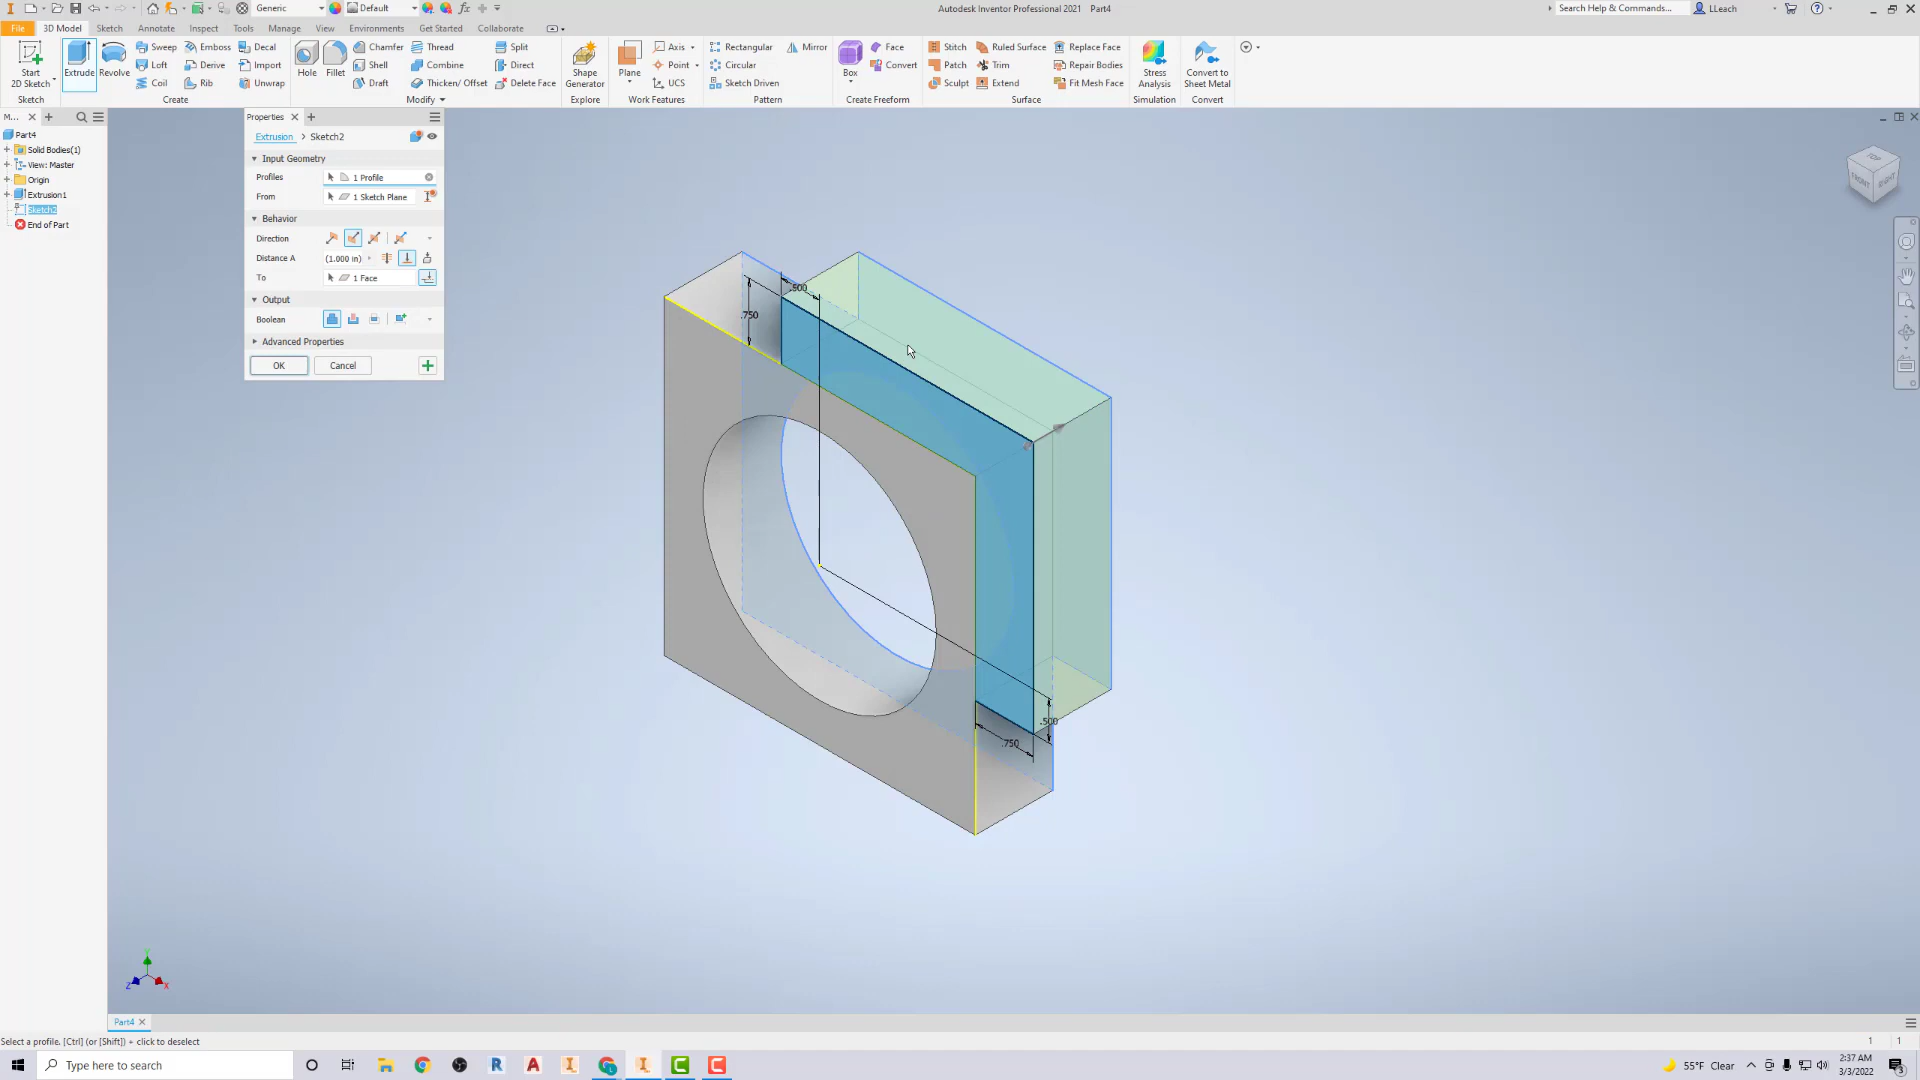 Generic Default Autodesk Inventor Professional 2021 Part4 Search Help & Commands... LLeach
File 3D Model Sketch Annotate Inspect Tools Manage View Environments Get Started Collaborate
Start 2D Sketch Extrude Revolve Sweep Emboss Decal Hole Fillet Chamfer Thread Split Shape Generator Plane Axis Rectangular Mirror Box Face Stitch Ruled Surface Replace Face Stress Analysis Convert to Sheet Metal
Loft Derive Import Shell Combine Direct Point Circular Convert Patch Trim Repair Bodies
Coil Rib Unwrap Draft Thicken/ Offset Delete Face UCS Sketch Driven Sculpt Extend Fit Mesh Face
Sketch Create Modify Explore Work Features Pattern Create Freeform Surface Simulation Convert
M...
Part4
Solid Bodies(1)
View: Master
Origin
Extrusion1
Sketch2
End of Part
Properties
Extrusion > Sketch2
Input Geometry
Profiles 1 Profile
From 1 Sketch Plane
Behavior
Direction
Distance A (1.000 in)
To 1 Face
Output
Boolean
Advanced Properties
OK Cancel
.500
.750
.500
.750
TOP
FRONT RIGHT
Y
Z X
Part4
Select a profile. [Ctrl] (or [Shift]) + click to deselect 1 1
Type here to search 55°F Clear 2:37 AM
3/3/2022